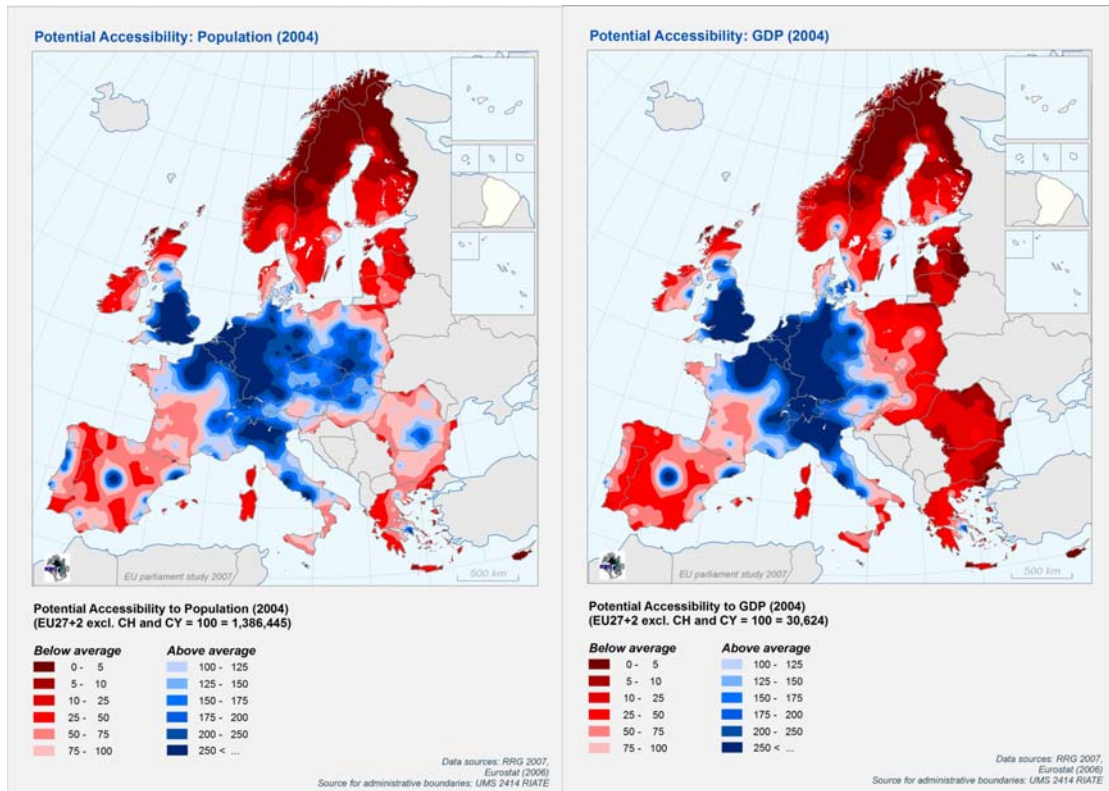 Potential Accessibility: Population (2004)
EU parliament study 2007
500 km
Potential Accessibility to Population (2004)
(EU27+2 excl. CH and CY = 100 = 1,386,445)
Below average Above average
0 - 5 100 - 125
5 - 10 125 - 150
10 - 25 150 - 175
25 - 50 175 - 200
50 - 75 200 - 250
75 - 100 250 < ...
Data sources: RRG 2007,
Eurostat (2006)
Source for administrative boundaries: UMS 2414 RIATE
Potential Accessibility: GDP (2004)
EU parliament study 2007
500 km
Potential Accessibility to GDP (2004)
(EU27+2 excl. CH and CY = 100 = 30,624)
Below average Above average
0 - 5 100 - 125
5 - 10 125 - 150
10 - 25 150 - 175
25 - 50 175 - 200
50 - 75 200 - 250
75 - 100 250 < ...
Data sources: RRG 2007,
Eurostat (2006)
Source for administrative boundaries: UMS 2414 RIATE